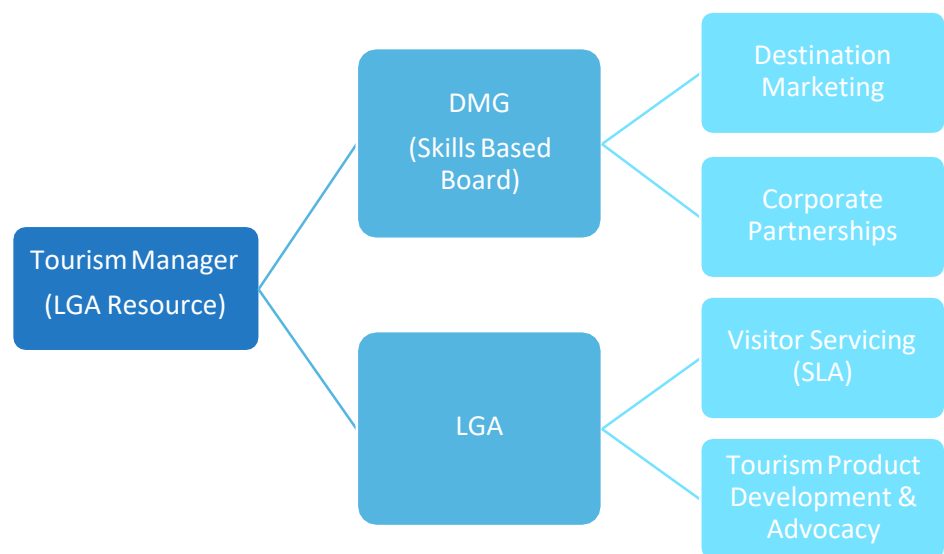 Tourism Manager
(LGA Resource)
DMG
(Skills Based
Board)
LGA
Destination
Marketing
Corporate
Partnerships
Visitor Servicing
(SLA)
Tourism Product
Development &
Advocacy